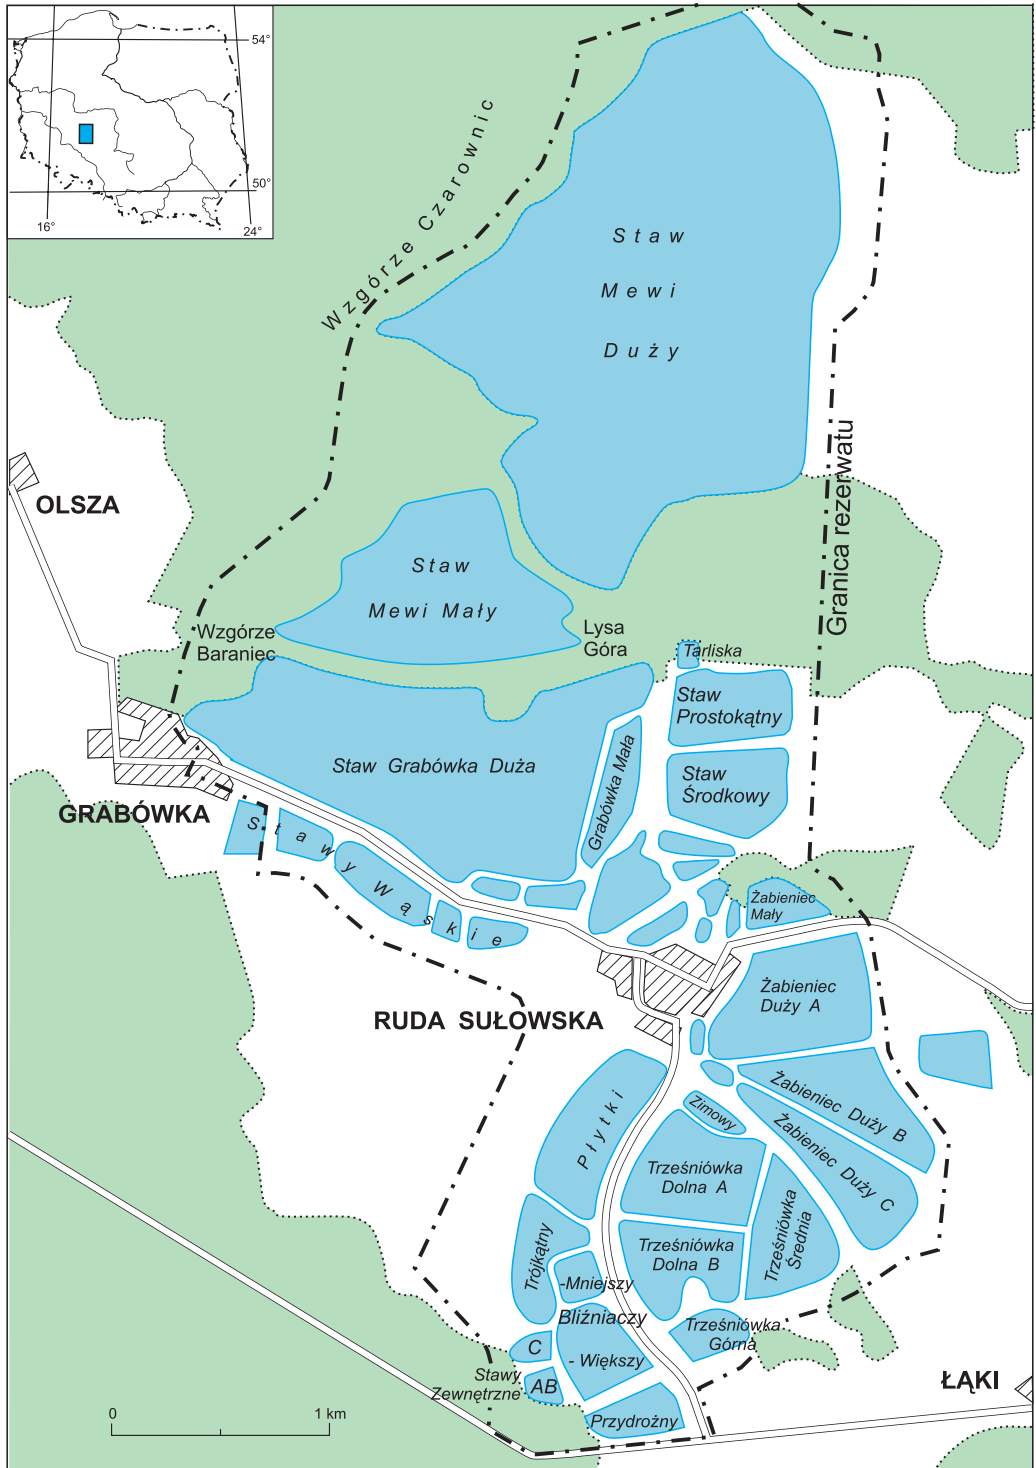 54°
50°
16°
24°
Wzgórze Czarownic
Staw
Mewi
Duży
Granica rezerwatu
OLSZA
Staw
Mewi Mały
Wzgórze
Baraniec
Lysa
Góra
Tarliska
Staw
Prostokątny
Staw Grabówka Duża
Grabówka Mała
Staw
Środkowy
GRABÓWKA
Stawy Wąskie
Żabieniec
Mały
Żabieniec
Duży A
RUDA SUŁOWSKA
Żabieniec Duży B
Żabieniec Duży C
Zimowy
Płytki
Trześniówka
Dolna A
Trześniówka
Średnia
Trześniówka
Dolna B
Trójkątny
-Mniejszy
Bliźniaczy
- Większy
Trześniówka
Górna
C
Stawy
Zewnętrzne
AB
Przydrożny
ŁĄKI
0 1 km